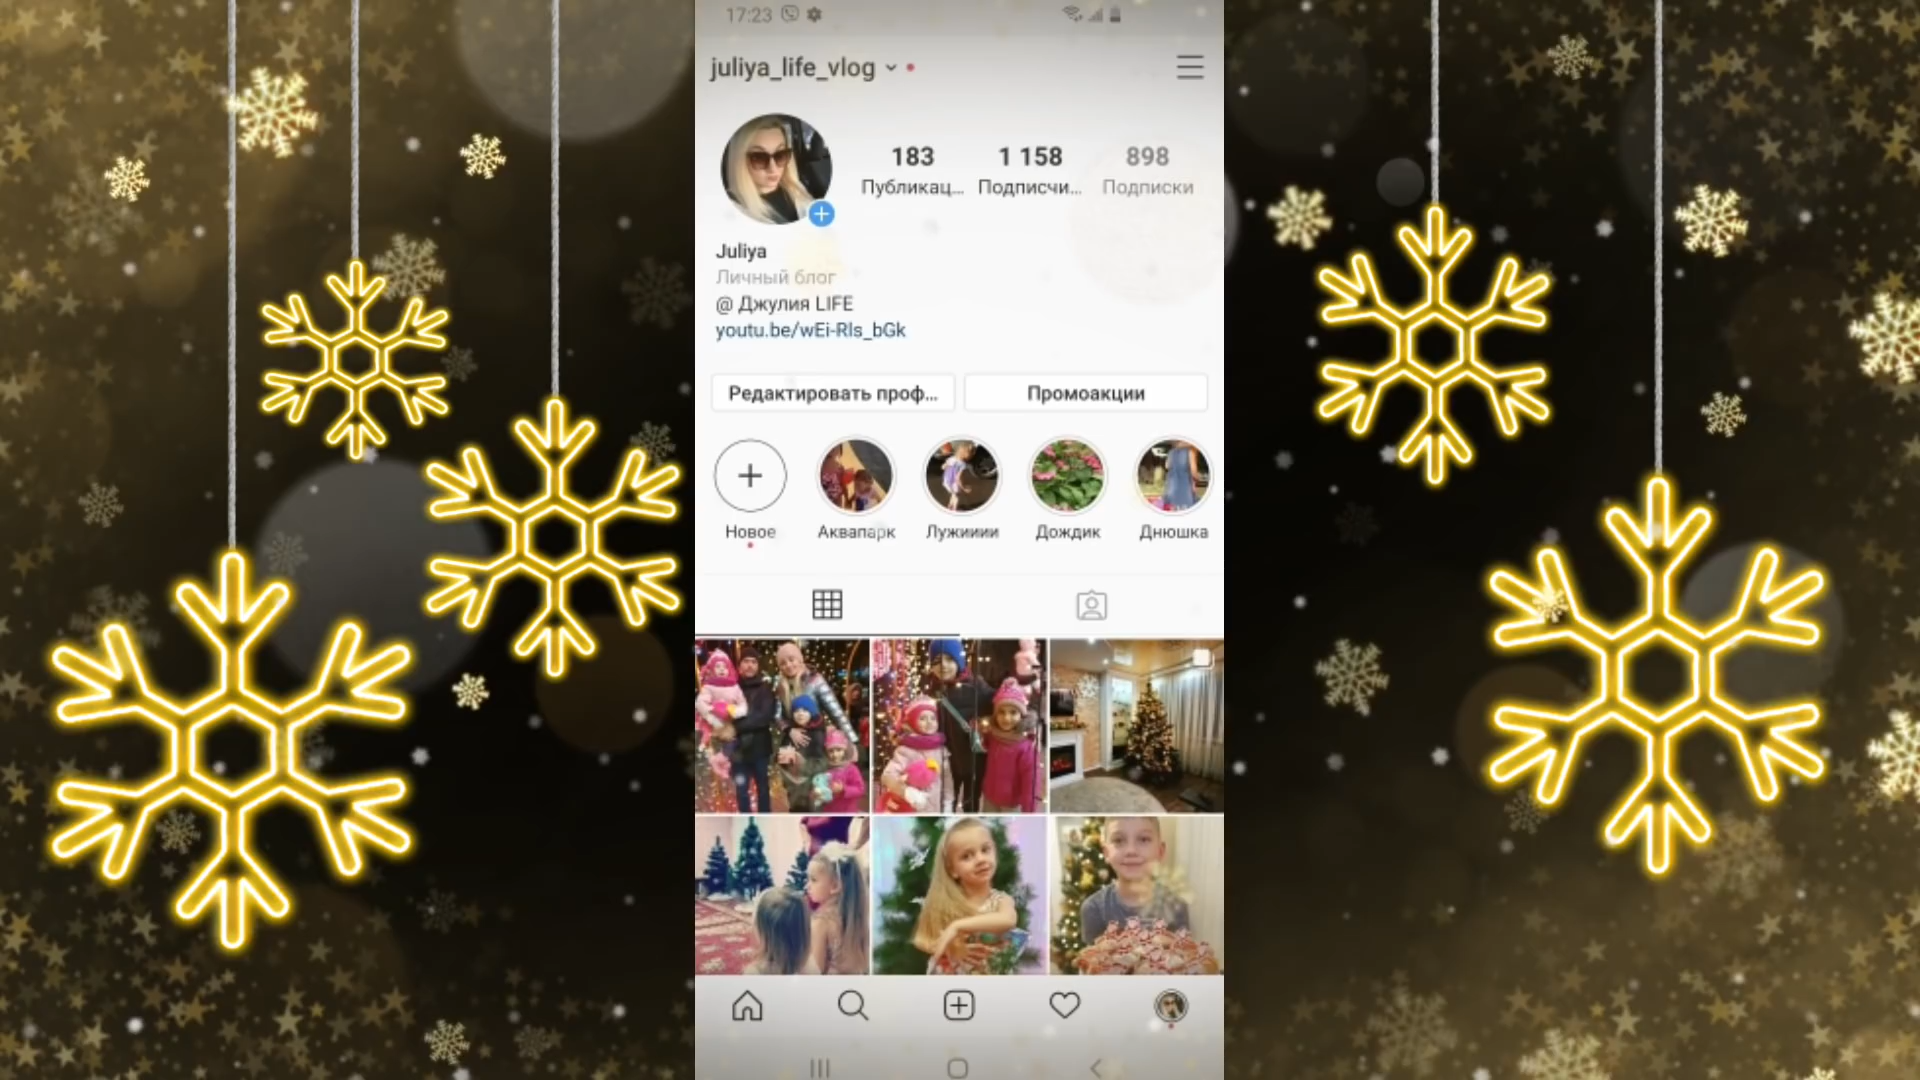 17:23
juliya_life_vlog
183 1 158 898
Публикац... Подписчи... Подписки
Juliya
Личный блог
@ Джулия LIFE
youtu.be/wEi-Rls_bGk
Редактировать проф... Промоакции
Новое Аквапарк Лужииии Дождик Днюшка